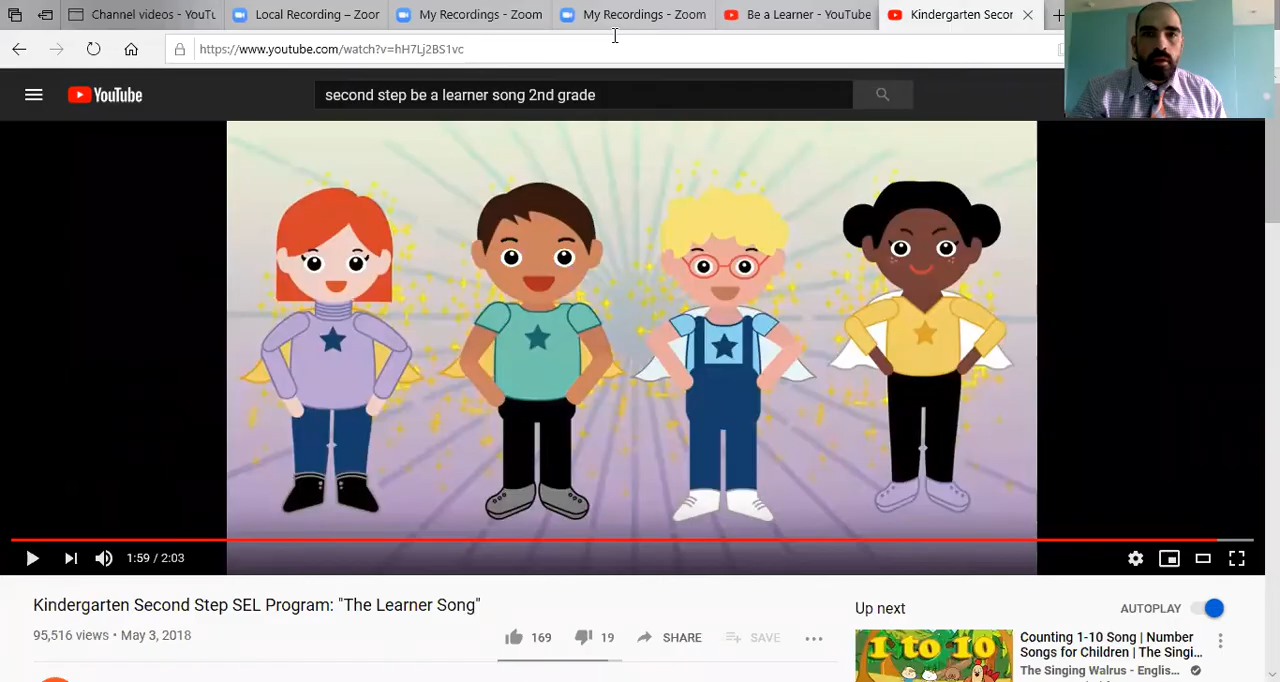 Channel videos - YouTu
Local Recording – Zoor
My Recordings - Zoom
My Recordings - Zoom
Be a Learner - YouTube
Kindergarten Secor
https://www.youtube.com/watch?v=hH7Lj2BS1vc
YouTube
second step be a learner song 2nd grade
1:59 / 2:03
Kindergarten Second Step SEL Program: "The Learner Song"
95,516 views • May 3, 2018
169
19
SHARE
SAVE
Up next
AUTOPLAY
1 to 10
Counting 1-10 Song | Number
Songs for Children | The Singi...
The Singing Walrus - Englis...